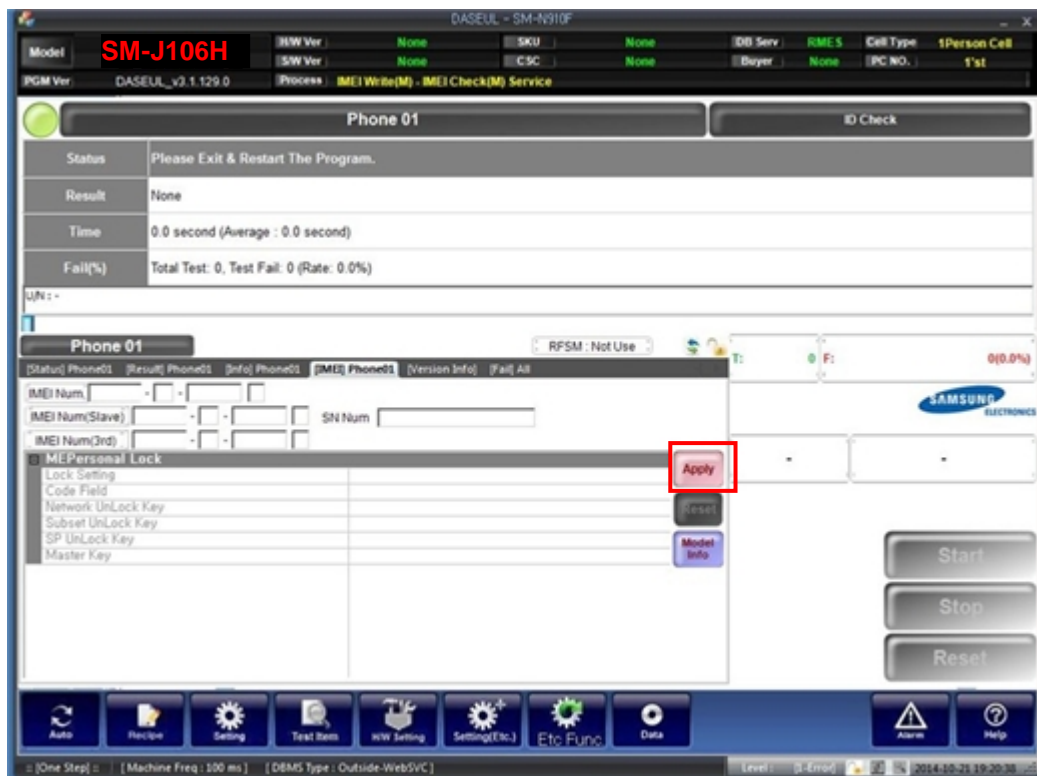 DASEUL - SM-N910F
Model SM-J106H H/W Ver None SKU None DB Serv RMES Cell Type 1Person Cell
S/W Ver None CSC None Buyer None PC NO. 1'st
PGM Ver DASEUL_v3.1.129.0 Process IMEI Write(M) - IMEI Check(M) Service
Phone 01 ID Check
Status Please Exit & Restart The Program.
Result None
Time 0.0 second (Average : 0.0 second)
Fail(%) Total Test: 0, Test Fail: 0 (Rate: 0.0%)
U/N : -
Phone 01 RFSM : Not Use T: 0 F: 0(0.0%)
[Status] Phone01 [Result] Phone01 [Info] Phone01 [IMEI] Phone01 [Version Info] [Fail] All
IMEI Num. - -
SAMSUNG
ELECTRONICS
IMEI Num(Slave) - - SN Num
IMEI Num(3rd) - -
MEPersonal Lock
Lock Setting
Code Field
Network UnLock Key
Subset UnLock Key
SP UnLock Key
Master Key
Apply
Reset
Model Info
- -
Start
Stop
Reset
Auto Recipe Setting Test Item H/W Setting Setting(Etc.) Etc Func Data Alarm Help
:: [One Step] :: [Machine Freq : 100 ms] [DBMS Type : Outside-WebSVC] Level : [1-Error] 2014-10-21 19:20:38